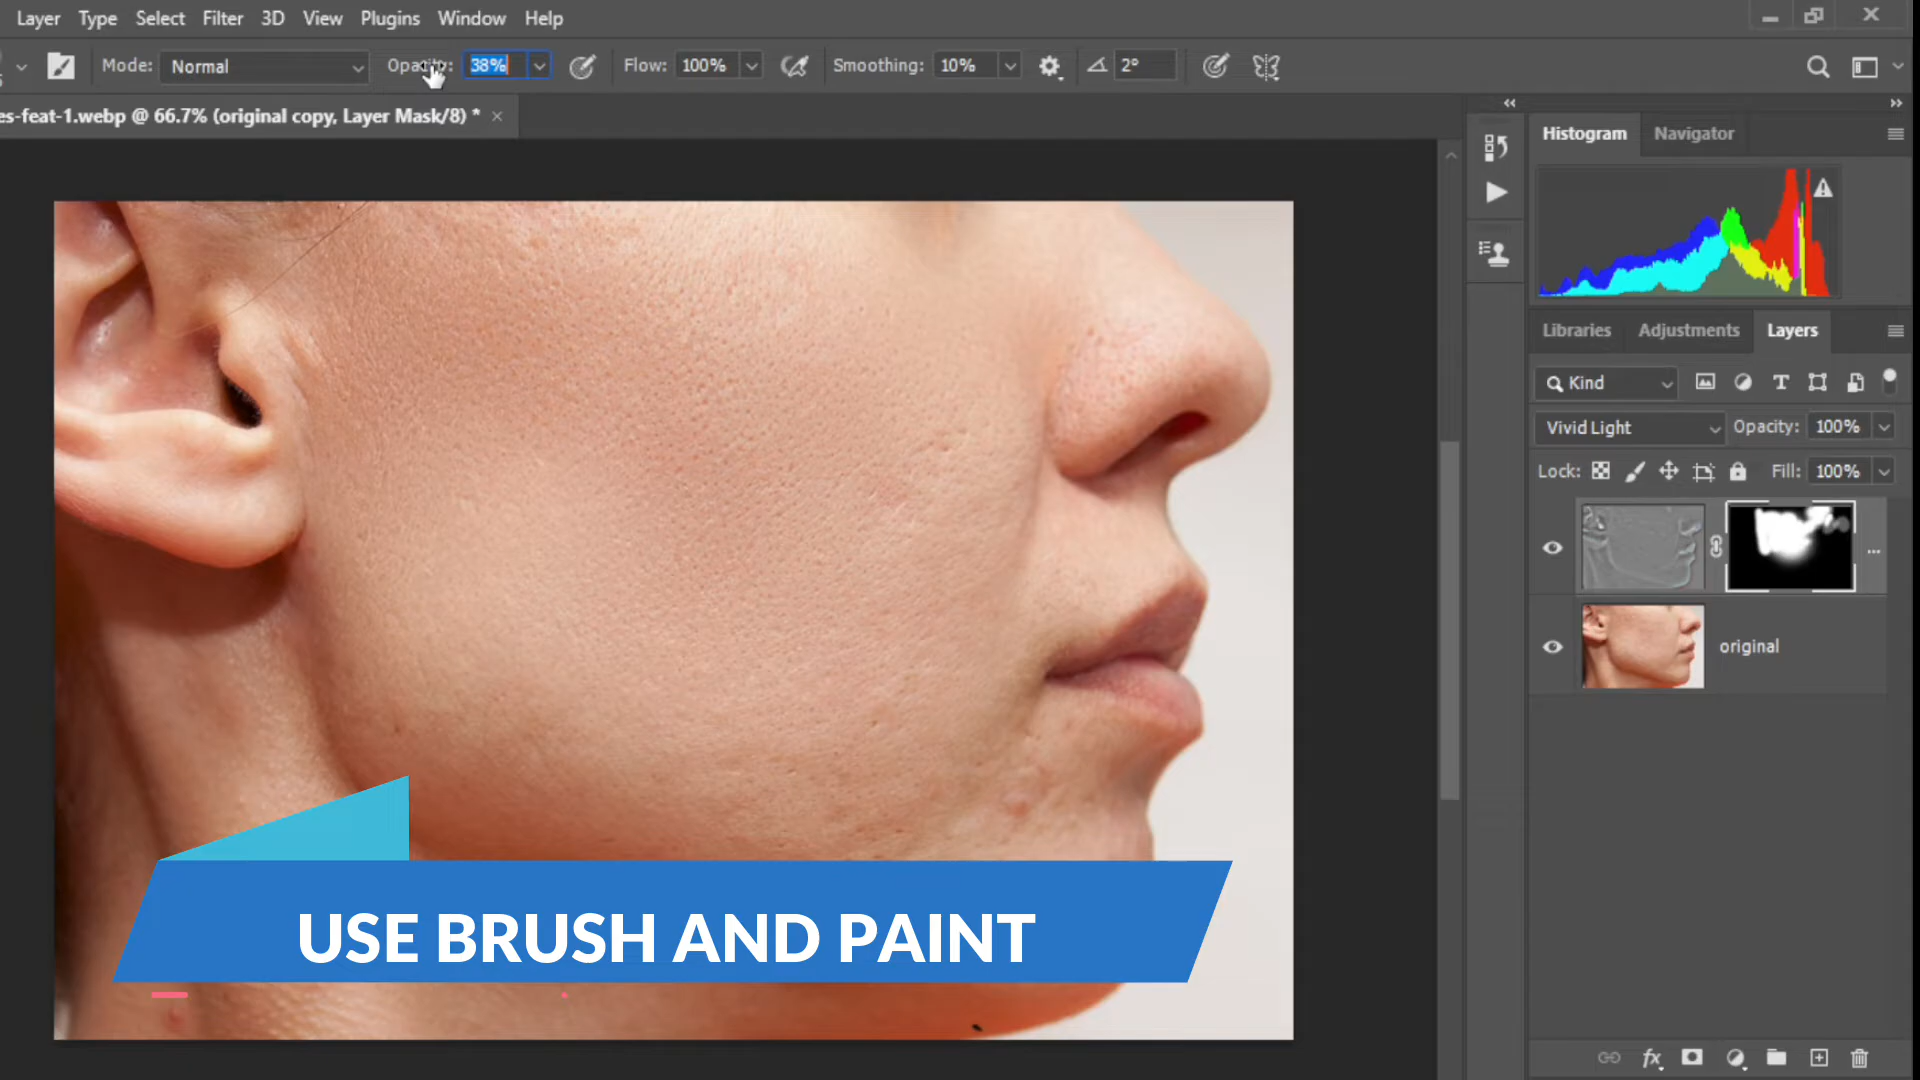 Layer Type Select Filter 3D View Plugins Window Help
Mode: Normal Opacity: 38% Flow: 100% Smoothing: 10% 2°
es-feat-1.webp @ 66.7% (original copy, Layer Mask/8) *
Histogram Navigator
Libraries Adjustments Layers
Kind
Vivid Light Opacity: 100%
Lock: Fill: 100%
original
USE BRUSH AND PAINT
fx